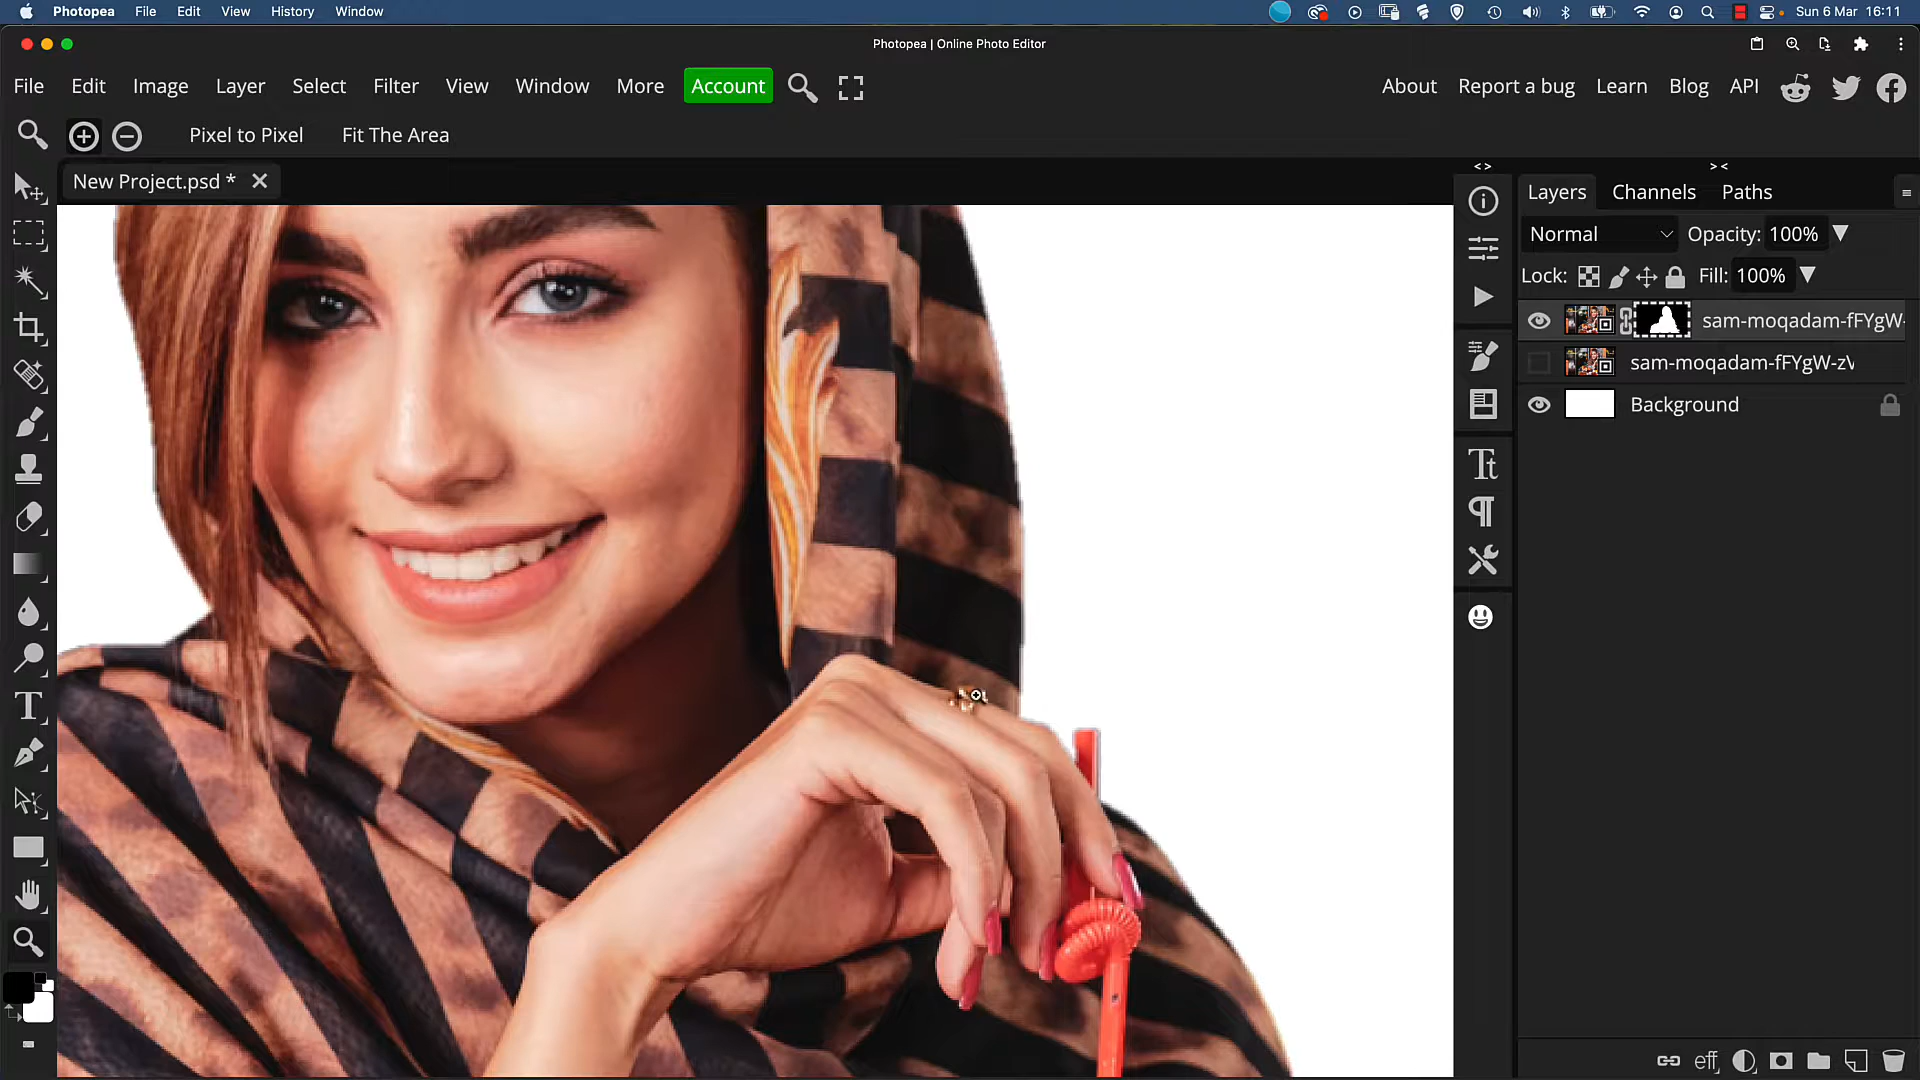 Photopea File Edit View History Window
Sun 6 Mar 16:11
Photopea | Online Photo Editor
File Edit Image Layer Select Filter View Window More Account
About Report a bug Learn Blog API
Pixel to Pixel Fit The Area
New Project.psd *
Layers Channels Paths
Normal Opacity: 100%
Lock: Fill: 100%
sam-moqadam-fFYgW-
sam-moqadam-fFYgW-zV
Background
eff